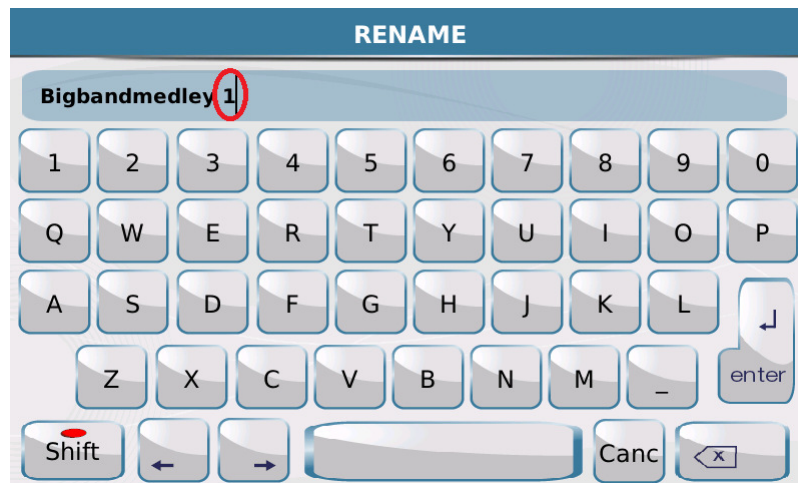 RENAME
Bigbandmedley 1
1 2 3 4 5 6 7 8 9 0
Q W E R T Y U I O P
A S D F G H J K L
Z X C V B N M _ enter
Shift ← → Canc x